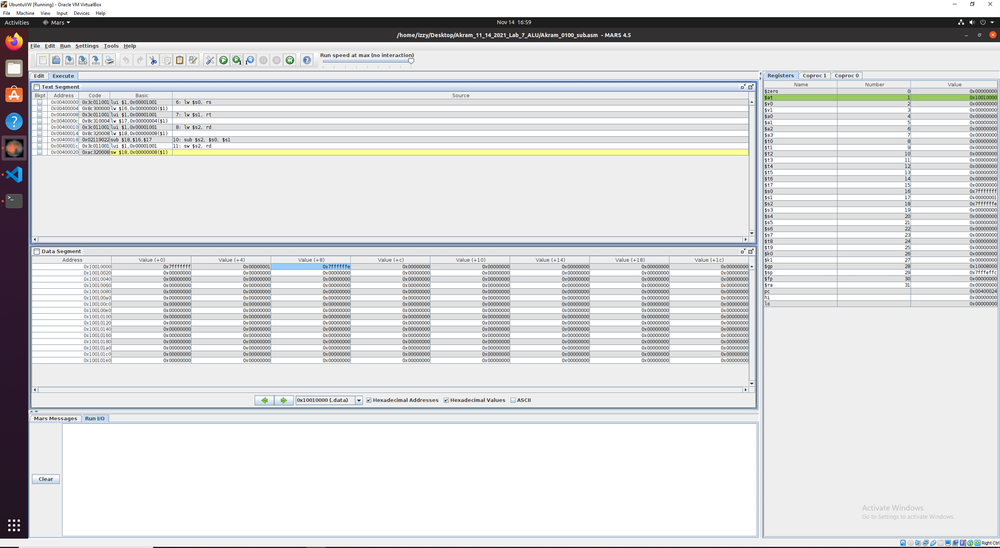 UbuntuVW [Running] - Oracle VM VirtualBox
File Machine View Input Devices Help
Activities Mars Nov 14 16:59
/home/izzy/Desktop/Akram_11_14_2021_Lab_7_ALU/Akram_0100_sub.asm - MARS 4.5
File Edit Run Settings Tools Help
Run speed at max (no interaction)
Edit Execute
Text Segment
Bkpt Address Code Basic Source
0x00400000 0x3c011001 lui $1,0x00001001 6: lw $s0, rs
0x00400004 0x8c300000 lw $16,0x00000000($1)
0x00400008 0x3c011001 lui $1,0x00001001 7: lw $s1, rt
0x0040000c 0x8c310004 lw $17,0x00000004($1)
0x00400010 0x3c011001 lui $1,0x00001001 8: lw $s2, rd
0x00400014 0x8c320008 lw $18,0x00000008($1)
0x00400018 0x02119022 sub $18,$16,$17 10: sub $s2, $s0, $s1
0x0040001c 0x3c011001 lui $1,0x00001001 11: sw $s2, rd
0x00400020 0xac320008 sw $18,0x00000008($1)
Data Segment
Address Value (+0) Value (+4) Value (+8) Value (+c) Value (+10) Value (+14) Value (+18) Value (+1c)
0x10010000 0x7fffffff 0x00000001 0x7ffffffe 0x00000000 0x00000000 0x00000000 0x00000000 0x00000000
0x10010020 0x00000000 0x00000000 0x00000000 0x00000000 0x00000000 0x00000000 0x00000000 0x00000000
0x10010040 0x00000000 0x00000000 0x00000000 0x00000000 0x00000000 0x00000000 0x00000000 0x00000000
0x10010060 0x00000000 0x00000000 0x00000000 0x00000000 0x00000000 0x00000000 0x00000000 0x00000000
0x10010080 0x00000000 0x00000000 0x00000000 0x00000000 0x00000000 0x00000000 0x00000000 0x00000000
0x100100a0 0x00000000 0x00000000 0x00000000 0x00000000 0x00000000 0x00000000 0x00000000 0x00000000
0x100100c0 0x00000000 0x00000000 0x00000000 0x00000000 0x00000000 0x00000000 0x00000000 0x00000000
0x100100e0 0x00000000 0x00000000 0x00000000 0x00000000 0x00000000 0x00000000 0x00000000 0x00000000
0x10010100 0x00000000 0x00000000 0x00000000 0x00000000 0x00000000 0x00000000 0x00000000 0x00000000
0x10010120 0x00000000 0x00000000 0x00000000 0x00000000 0x00000000 0x00000000 0x00000000 0x00000000
0x10010140 0x00000000 0x00000000 0x00000000 0x00000000 0x00000000 0x00000000 0x00000000 0x00000000
0x10010160 0x00000000 0x00000000 0x00000000 0x00000000 0x00000000 0x00000000 0x00000000 0x00000000
0x10010180 0x00000000 0x00000000 0x00000000 0x00000000 0x00000000 0x00000000 0x00000000 0x00000000
0x100101a0 0x00000000 0x00000000 0x00000000 0x00000000 0x00000000 0x00000000 0x00000000 0x00000000
0x100101c0 0x00000000 0x00000000 0x00000000 0x00000000 0x00000000 0x00000000 0x00000000 0x00000000
0x100101e0 0x00000000 0x00000000 0x00000000 0x00000000 0x00000000 0x00000000 0x00000000 0x00000000
0x10010000 (.data) Hexadecimal Addresses Hexadecimal Values ASCII
Mars Messages Run I/O
Clear
Registers Coproc 1 Coproc 0
Name Number Value
$zero 0 0x00000000
$at 1 0x10010000
$v0 2 0x00000000
$v1 3 0x00000000
$a0 4 0x00000000
$a1 5 0x00000000
$a2 6 0x00000000
$a3 7 0x00000000
$t0 8 0x00000000
$t1 9 0x00000000
$t2 10 0x00000000
$t3 11 0x00000000
$t4 12 0x00000000
$t5 13 0x00000000
$t6 14 0x00000000
$t7 15 0x00000000
$s0 16 0x7fffffff
$s1 17 0x00000001
$s2 18 0x7ffffffe
$s3 19 0x00000000
$s4 20 0x00000000
$s5 21 0x00000000
$s6 22 0x00000000
$s7 23 0x00000000
$t8 24 0x00000000
$t9 25 0x00000000
$k0 26 0x00000000
$k1 27 0x00000000
$gp 28 0x10008000
$sp 29 0x7fffeffc
$fp 30 0x00000000
$ra 31 0x00000000
pc 0x00400024
hi 0x00000000
lo 0x00000000
Activate Windows
Go to Settings to activate Windows.
Right Ctrl